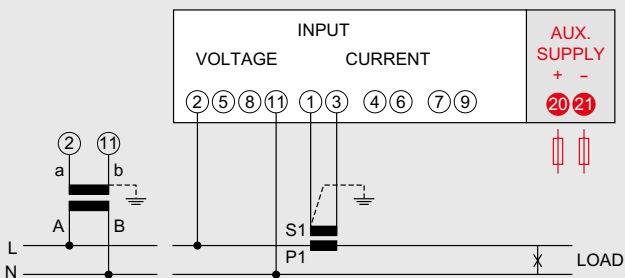 INPUT
VOLTAGE CURRENT
2 5 8 11 1 3 4 6 7 9
AUX.
SUPPLY
+ -
20 21
2 11
a b
A B
S1
P1
L
N
LOAD